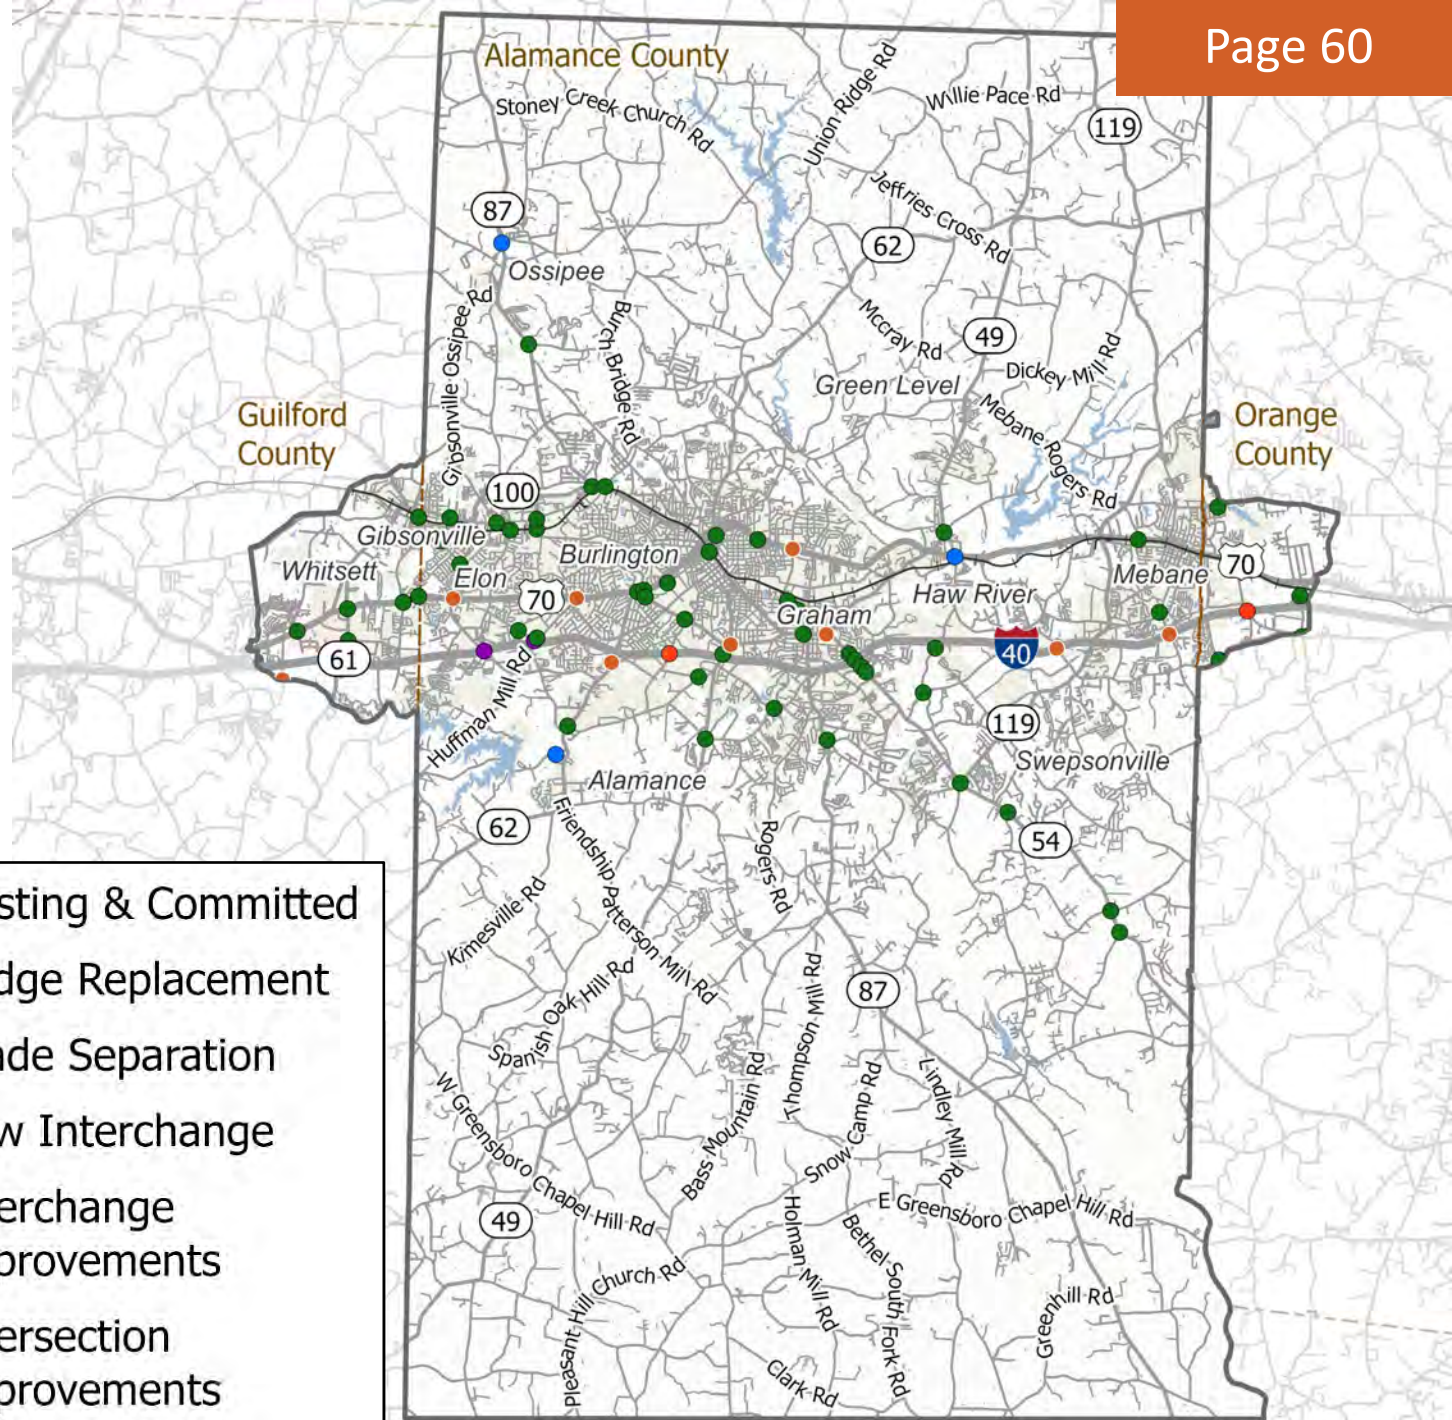 Page 60
Alamance County
Stoney Creek Church Rd
Union Ridge Rd
Willie Pace Rd
119
87
Jeffries Cross Rd
62
Ossipee
Gibsonville Ossipee Rd
Burch Bridge Rd
Mccray Rd
49
Dickey Mill Rd
Green Level
Mebane Rogers Rd
Guilford
County
Orange
County
100
Gibsonville
Burlington
Whitsett
Elon
70
Haw River
Mebane
70
Graham
61
40
Huffman Mill Rd
119
Swepsonville
Alamance
62
54
Friendship Patterson Mill Rd
Rogers Rd
sting & Committed
Kimesville Rd
dge Replacement
87
Spanish Oak Hill Rd
Thompson Mill Rd
de Separation
W Greensboro Chapel Hill Rd
Bass Mountain Rd
Snow Camp Rd
Lindley Mill Rd
w Interchange
erchange
provements
49
E Greensboro Chapel Hill Rd
Holman Mill Rd
Bethel South Fork Rd
Pleasant Hill Church Rd
Greenhill Rd
ersection
provements
Clark Rd